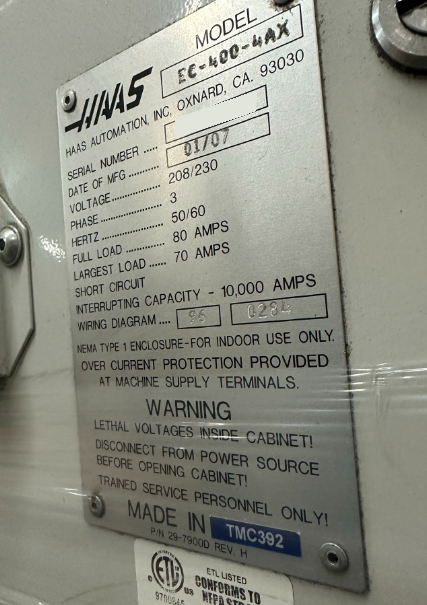 MODEL
HAAS EC-400-4AX
HAAS AUTOMATION, INC, OXNARD, CA. 93030
SERIAL NUMBER ....
DATE OF MFG .... 01/07
VOLTAGE .............. 208/230
PHASE .................. 3
HERTZ ................. 50/60
FULL LOAD ....... 80 AMPS
LARGEST LOAD ...... 70 AMPS
SHORT CIRCUIT
INTERRUPTING CAPACITY - 10,000 AMPS
WIRING DIAGRAM .... 96 0284
NEMA TYPE 1 ENCLOSURE-FOR INDOOR USE ONLY.
OVER CURRENT PROTECTION PROVIDED
AT MACHINE SUPPLY TERMINALS.
WARNING
LETHAL VOLTAGES INSIDE CABINET!
DISCONNECT FROM POWER SOURCE
BEFORE OPENING CABINET!
TRAINED SERVICE PERSONNEL ONLY!
MADE IN TMC392
P/N 29-7900D REV. H
ETL LISTED
CONFORMS TO
C ETL US